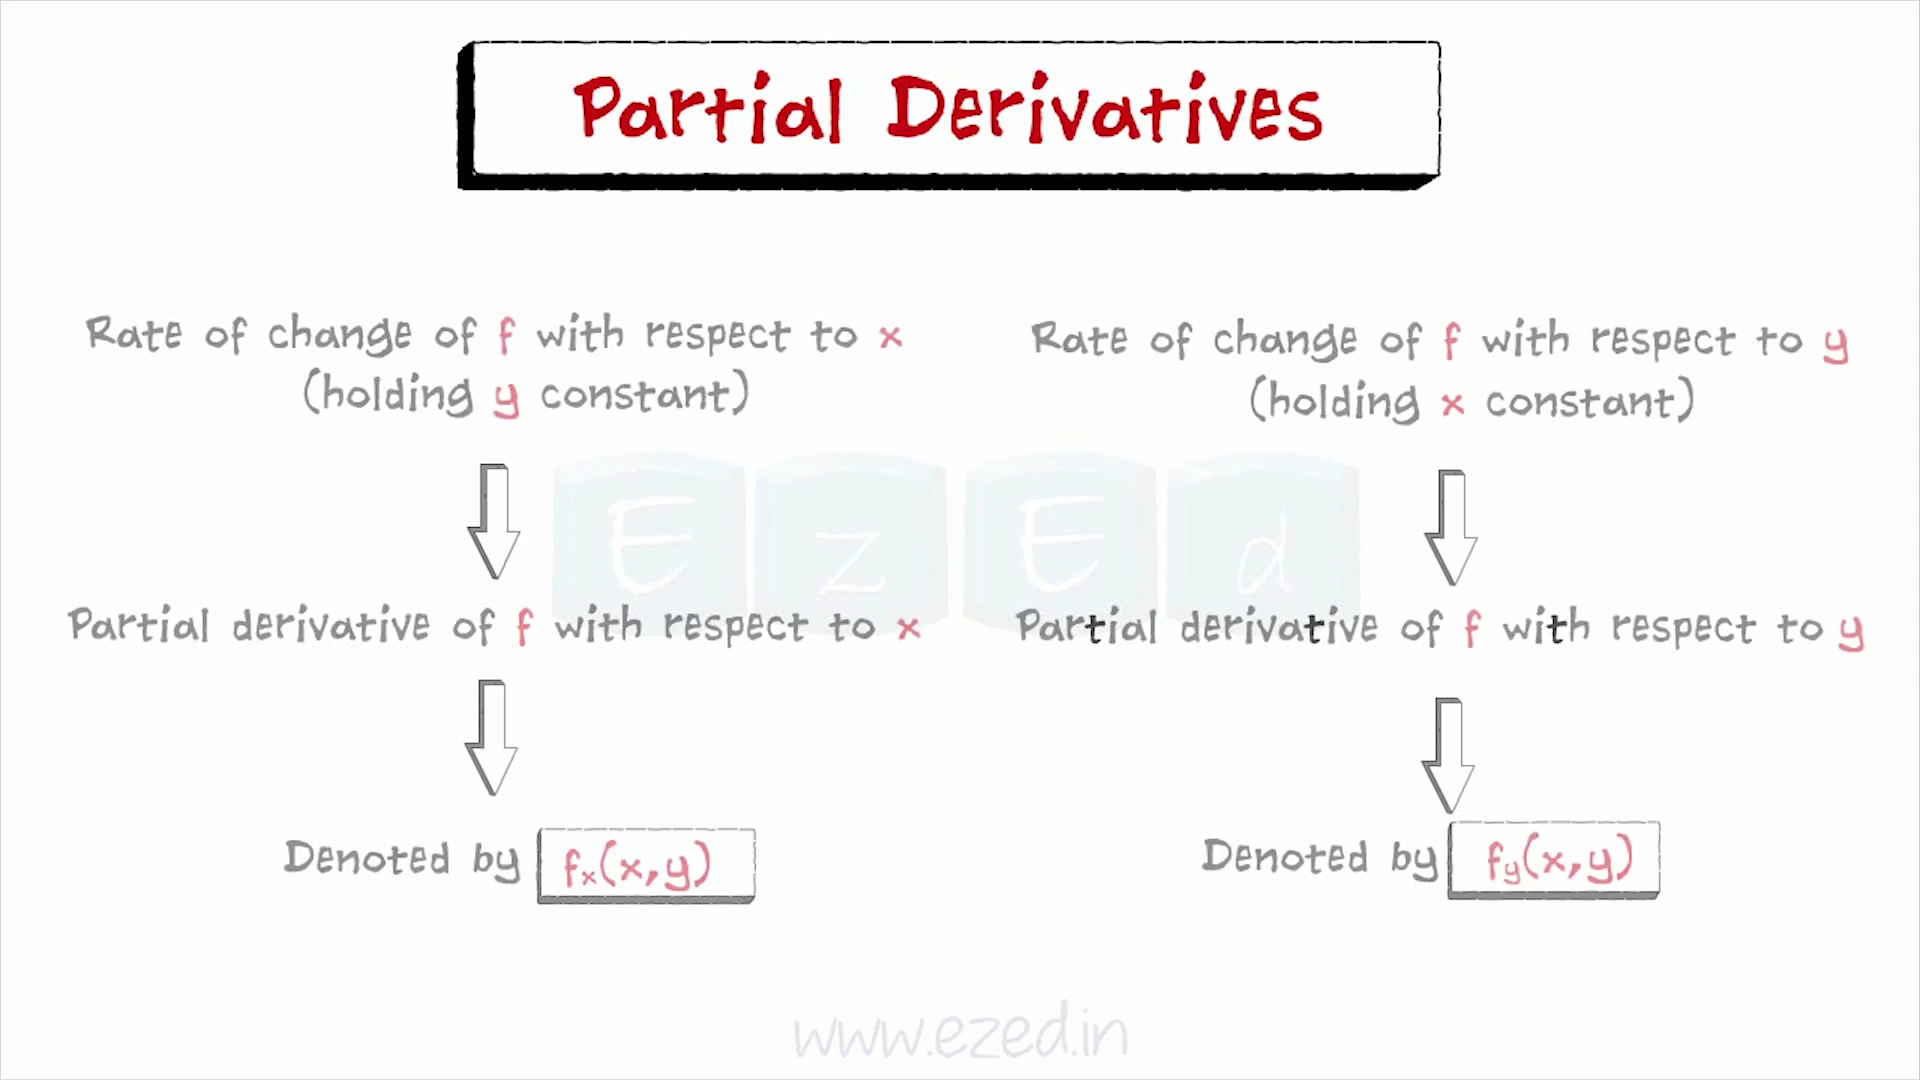 Partial Derivatives
Rate of change of f with respect to x
(holding y constant)
Partial derivative of f with respect to x
Denoted by fₓ(x,y)
Rate of change of f with respect to y
(holding x constant)
Partial derivative of f with respect to y
Denoted by f_y(x,y)
EzEd
www.ezed.in